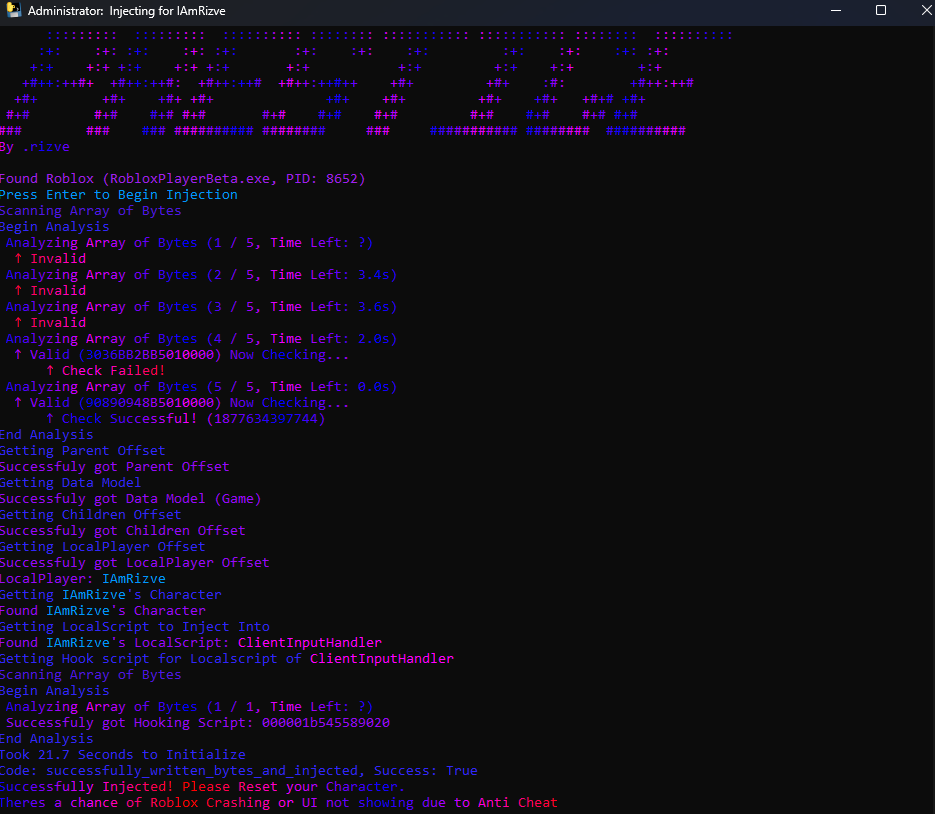 Administrator:  Injecting for IAmRizve
By .rizve
Found Roblox (RobloxPlayerBeta.exe, PID: 8652)
Press Enter to Begin Injection
Scanning Array of Bytes
Begin Analysis
Analyzing Array of Bytes (1 / 5, Time Left: ?)
↑ Invalid
Analyzing Array of Bytes (2 / 5, Time Left: 3.4s)
↑ Invalid
Analyzing Array of Bytes (3 / 5, Time Left: 3.6s)
↑ Invalid
Analyzing Array of Bytes (4 / 5, Time Left: 2.0s)
↑ Valid (3036BB2BB5010000) Now Checking...
↑ Check Failed!
Analyzing Array of Bytes (5 / 5, Time Left: 0.0s)
↑ Valid (90890948B5010000) Now Checking...
↑ Check Successful! (1877634397744)
End Analysis
Getting Parent Offset
Successfuly got Parent Offset
Getting Data Model
Successfuly got Data Model (Game)
Getting Children Offset
Successfuly got Children Offset
Getting LocalPlayer Offset
Successfuly got LocalPlayer Offset
LocalPlayer: IAmRizve
Getting IAmRizve's Character
Found IAmRizve's Character
Getting LocalScript to Inject Into
Found IAmRizve's LocalScript: ClientInputHandler
Getting Hook script for Localscript of ClientInputHandler
Scanning Array of Bytes
Begin Analysis
Analyzing Array of Bytes (1 / 1, Time Left: ?)
Successfuly got Hooking Script: 000001b545589020
End Analysis
Took 21.7 Seconds to Initialize
Code: successfully_written_bytes_and_injected, Success: True
Successfully Injected! Please Reset your Character.
Theres a chance of Roblox Crashing or UI not showing due to Anti Cheat